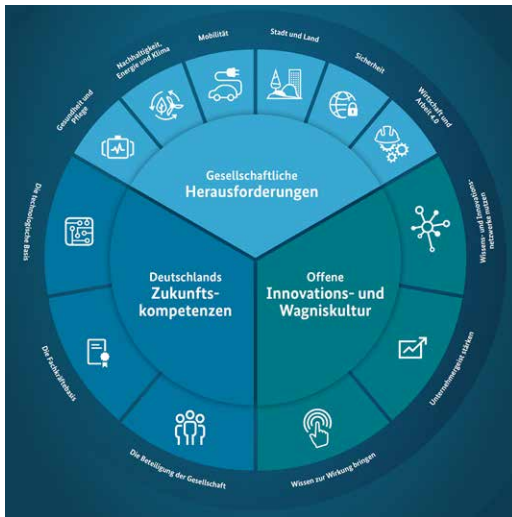 Gesundheit und
Pflege
Nachhaltigkeit,
Energie und Klima
Mobilität
Stadt und Land
Sicherheit
Wirtschaft und
Arbeit 4.0
Gesellschaftliche
Herausforderungen
Die technologische Basis
Die Fachkräftebasis
Die Beteiligung der Gesellschaft
Deutschlands
Zukunfts-
kompetenzen
Offene
Innovations- und
Wagniskultur
Wissens- und Innovations-
netzwerke nutzen
Unternehmergeist stärken
Wissen zur Wirkung bringen